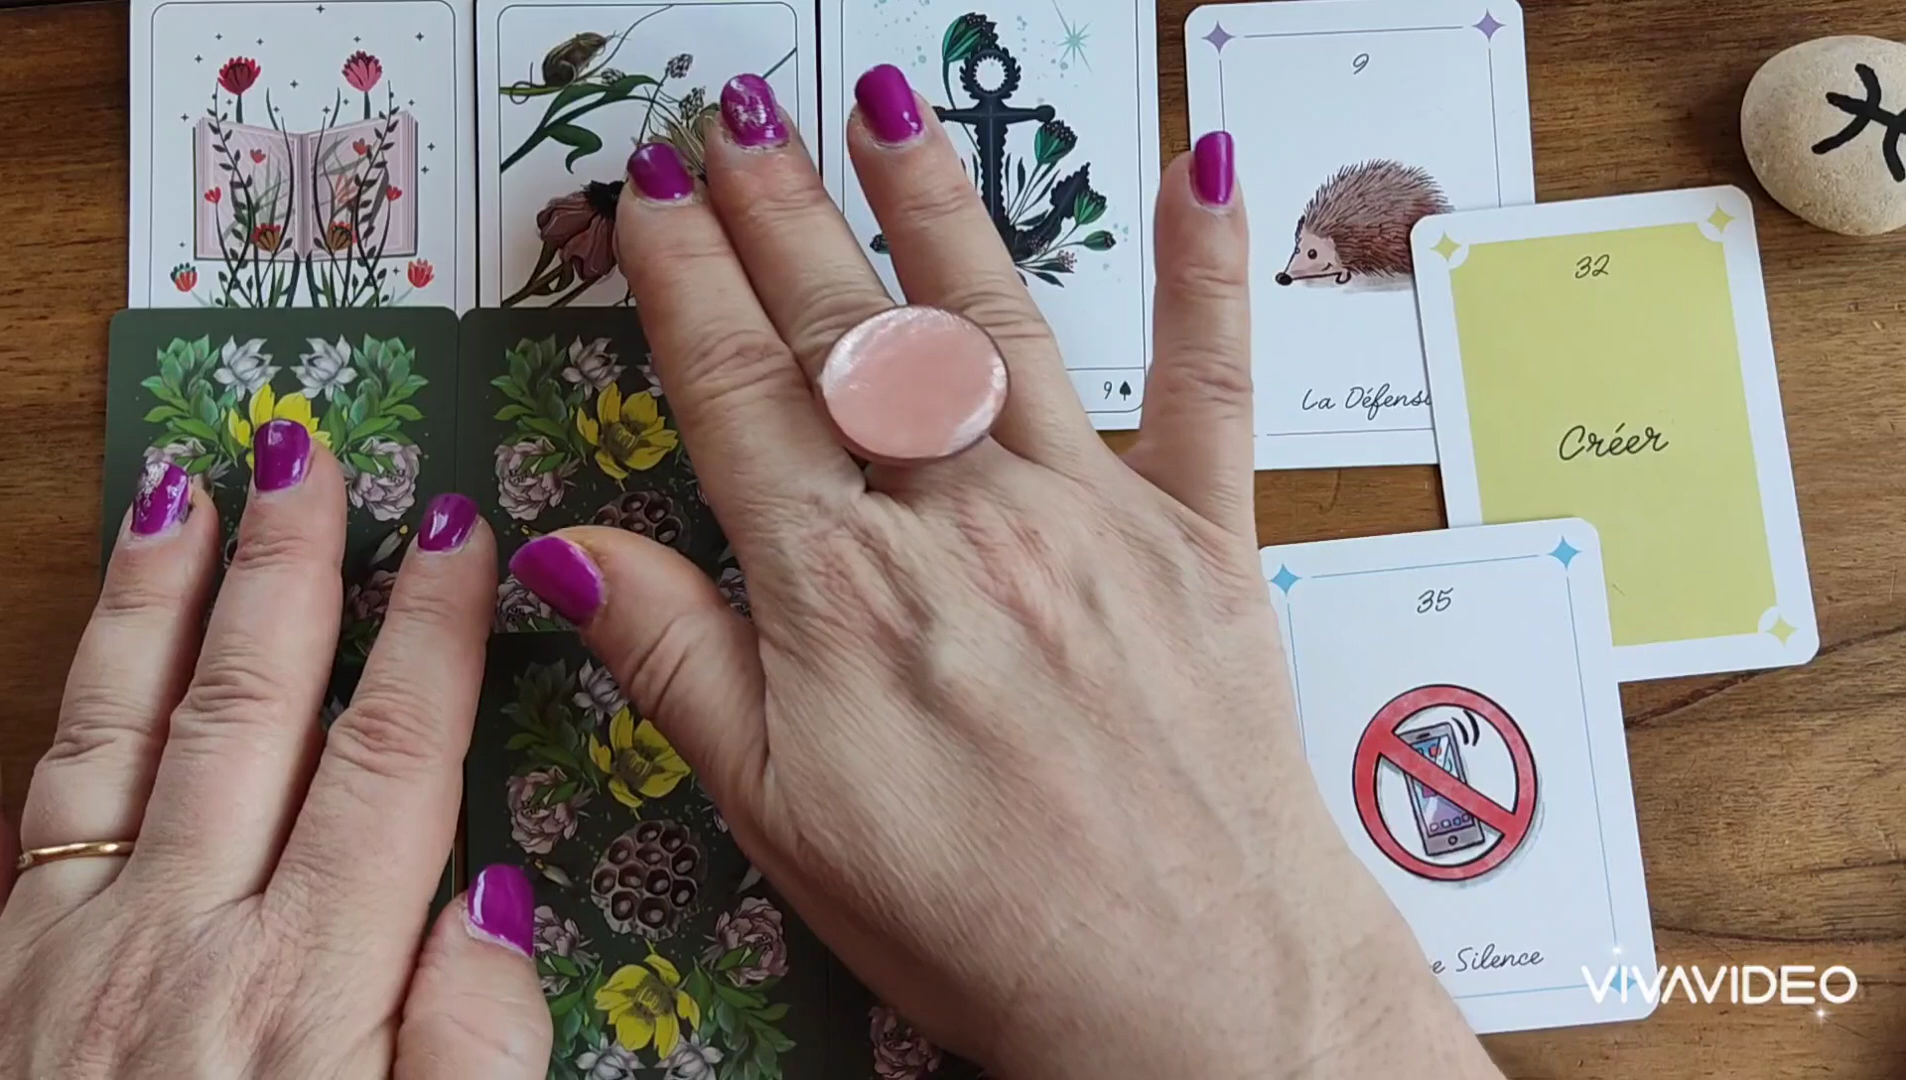 9
La Défens
32
Créer
9♠
35
e Silence
VIVAVIDEO